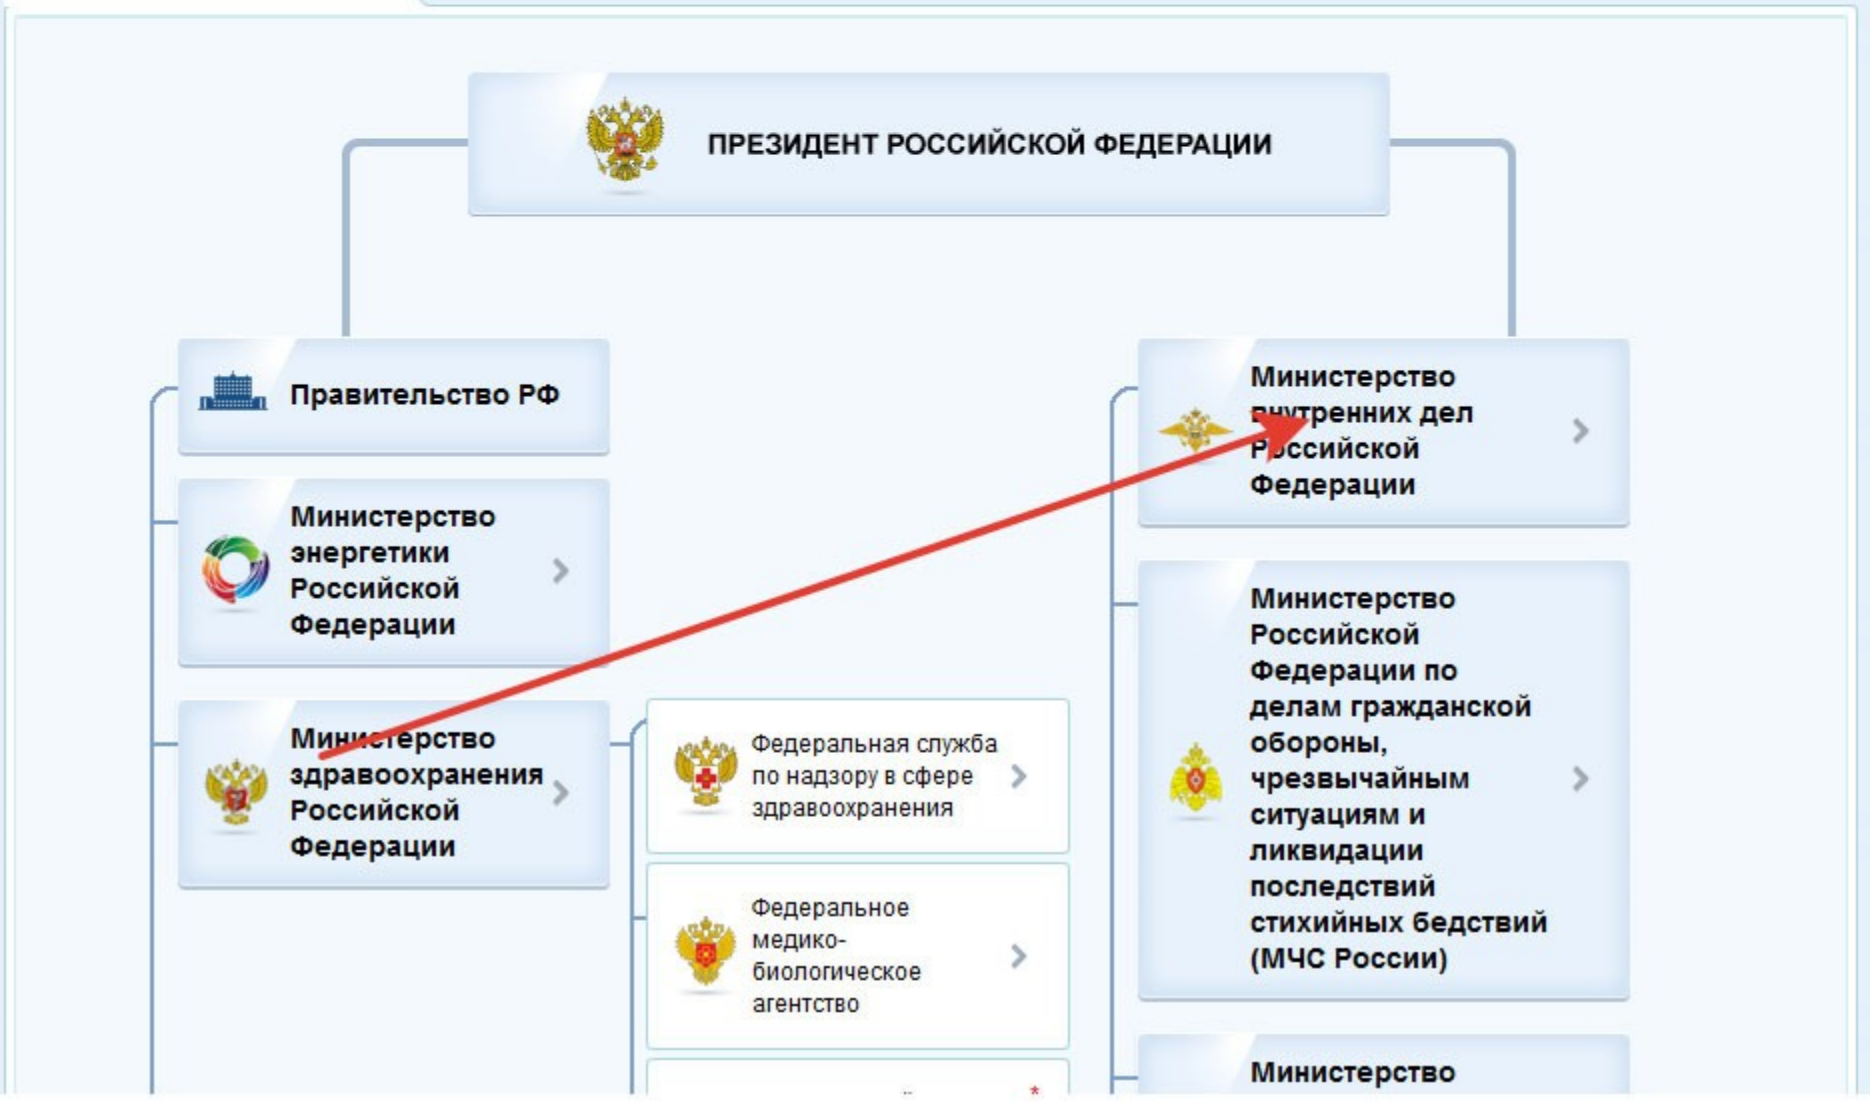 ПРЕЗИДЕНТ РОССИЙСКОЙ ФЕДЕРАЦИИ
Правительство РФ
Министерство
энергетики
Российской
Федерации
Министерство
здравоохранения
Российской
Федерации
Федеральная служба
по надзору в сфере
здравоохранения
Федеральное
медико-
биологическое
агентство
*
Министерство
внутренних дел
Российской
Федерации
Министерство
Российской
Федерации по
делам гражданской
обороны,
чрезвычайным
ситуациям и
ликвидации
последствий
стихийных бедствий
(МЧС России)
Министерство